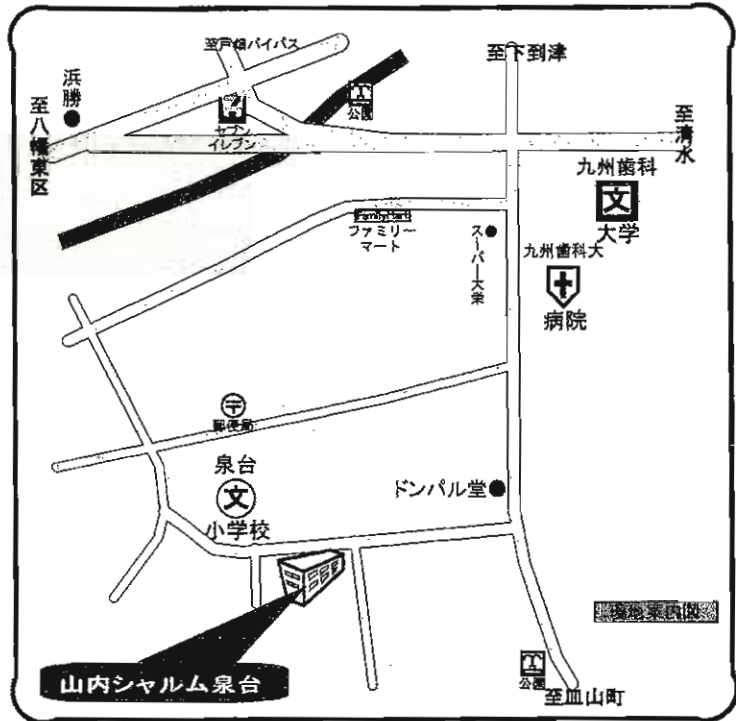 至戸畑バイパス
至下到津
浜勝
至八幡東区
セブン
イレブン
公園
至清水
九州歯科
文
大学
FamilyMart
ファミリー
マート
スーパー大栄
九州歯科大
病院
〒
郵便局
泉台
文
小学校
ドンパル堂
現地案内図
山内シャルム泉台
公園
至皿山町